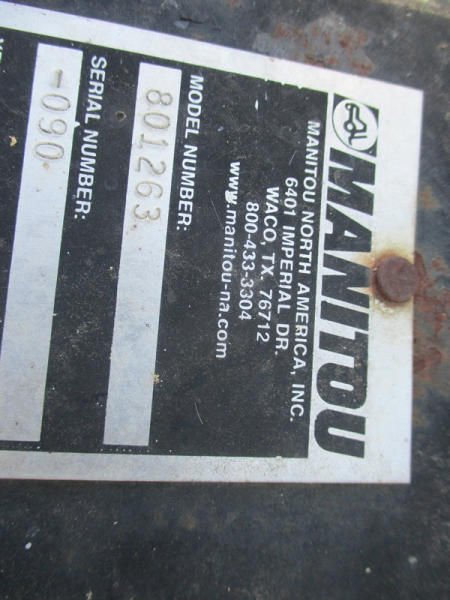 MANITOU
MANITOU NORTH AMERICA, INC.
6401 IMPERIAL DR.
WACO, TX, 76712
800-433-3304
www.manitou-na.com
MODEL NUMBER:
801263
SERIAL NUMBER:
-090